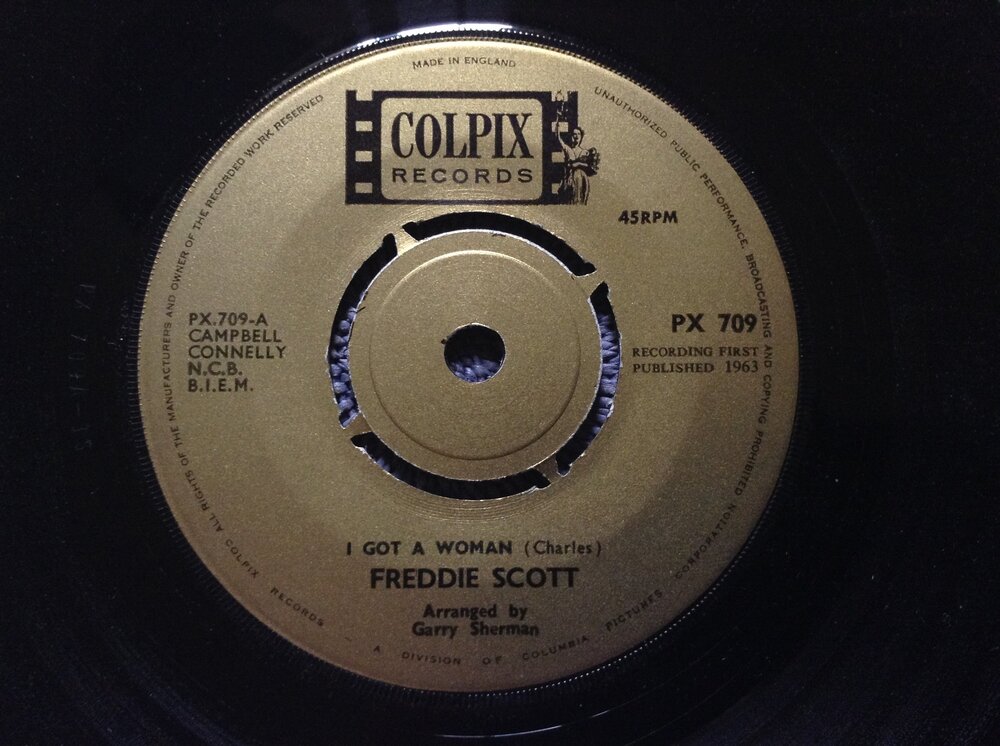 MADE IN ENGLAND
COLPIX
RECORDS
45RPM
PX.709-A
CAMPBELL
CONNELLY
N.C.B.
B.I.E.M.
PX 709
RECORDING FIRST
PUBLISHED 1963
I GOT A WOMAN (Charles)
FREDDIE SCOTT
Arranged by
Garry Sherman
ALL RIGHTS OF THE MANUFACTURERS AND OWNER OF THE RECORDED WORK RESERVED
UNAUTHORIZED PUBLIC PERFORMANCE, BROADCASTING AND COPYING PROHIBITED
COLPIX RECORDS – A DIVISION OF COLUMBIA PICTURES CORPORATION